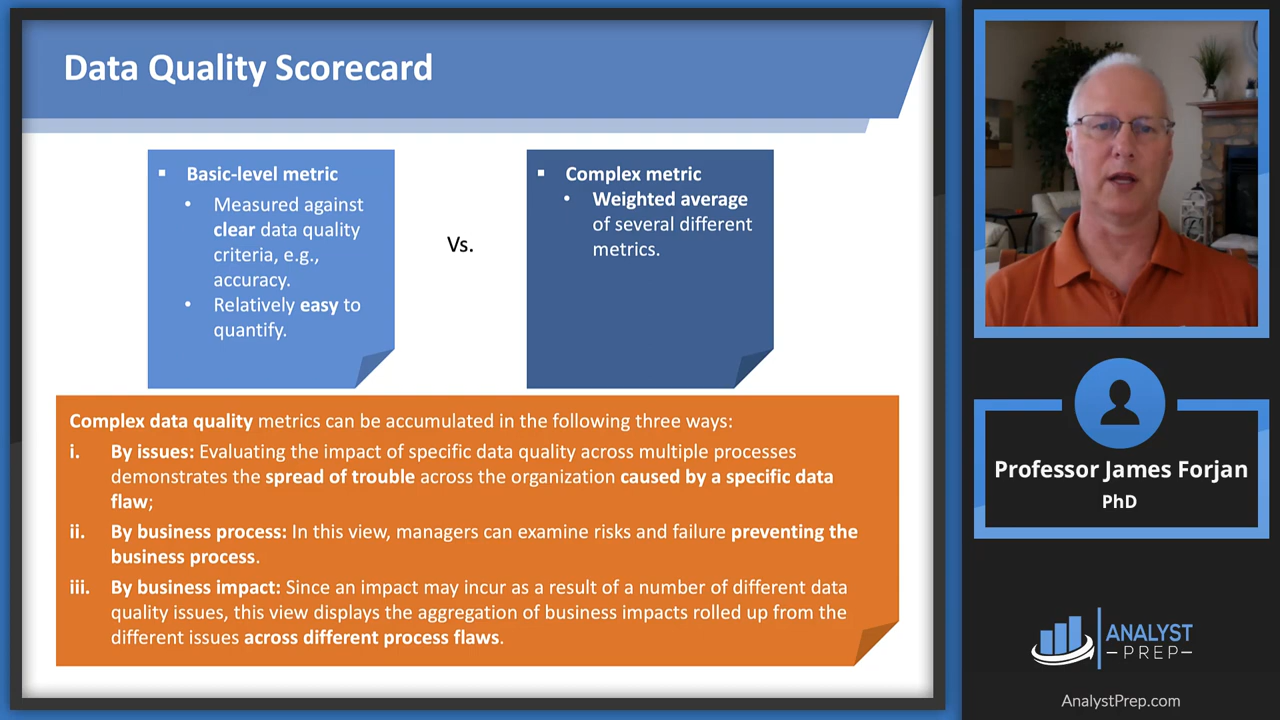 Data Quality Scorecard
▪ Basic-level metric
• Measured against
clear data quality
criteria, e.g.,
accuracy.
• Relatively easy to
quantify.
Vs.
▪ Complex metric
• Weighted average
of several different
metrics.
Complex data quality metrics can be accumulated in the following three ways:
i. By issues: Evaluating the impact of specific data quality across multiple processes
demonstrates the spread of trouble across the organization caused by a specific data
flaw;
ii. By business process: In this view, managers can examine risks and failure preventing the
business process.
iii. By business impact: Since an impact may incur as a result of a number of different data
quality issues, this view displays the aggregation of business impacts rolled up from the
different issues across different process flaws.
Professor James Forjan
PhD
ANALYST
–PREP–
AnalystPrep.com